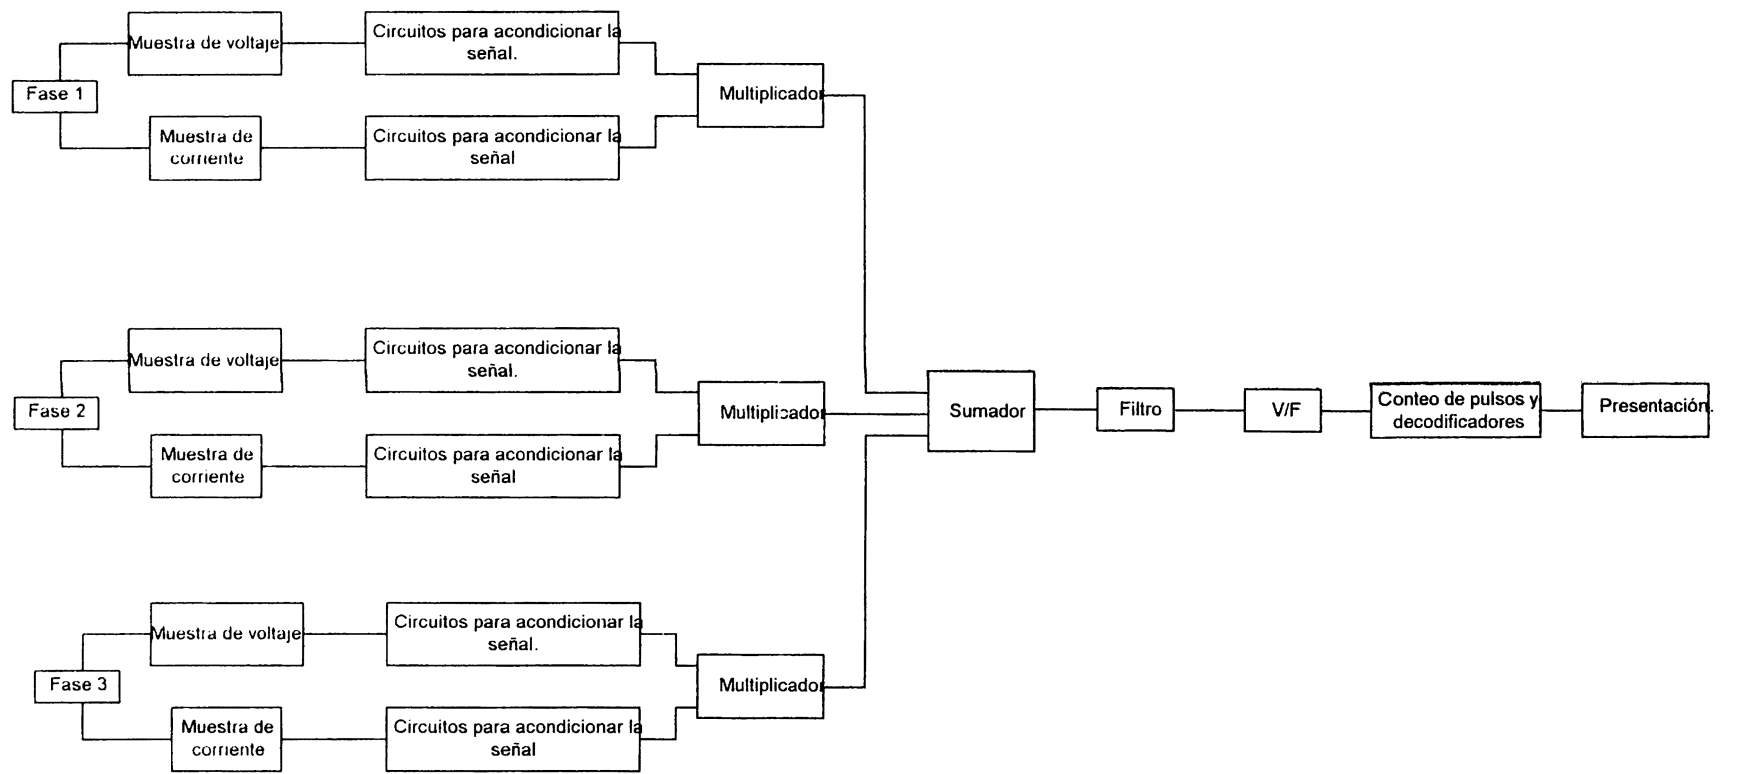 Muestra de voltaje
Circuitos para acondicionar la
señal.
Fase 1
Multiplicador
Muestra de
corriente
Circuitos para acondicionar la
señal
Muestra de voltaje
Circuitos para acondicionar la
señal.
Fase 2
Multiplicador
Muestra de
corriente
Circuitos para acondicionar la
señal
Sumador
Filtro
V/F
Conteo de pulsos y
decodificadores
Presentación.
Muestra de voltaje
Circuitos para acondicionar la
señal.
Fase 3
Multiplicador
Muestra de
corriente
Circuitos para acondicionar la
señal